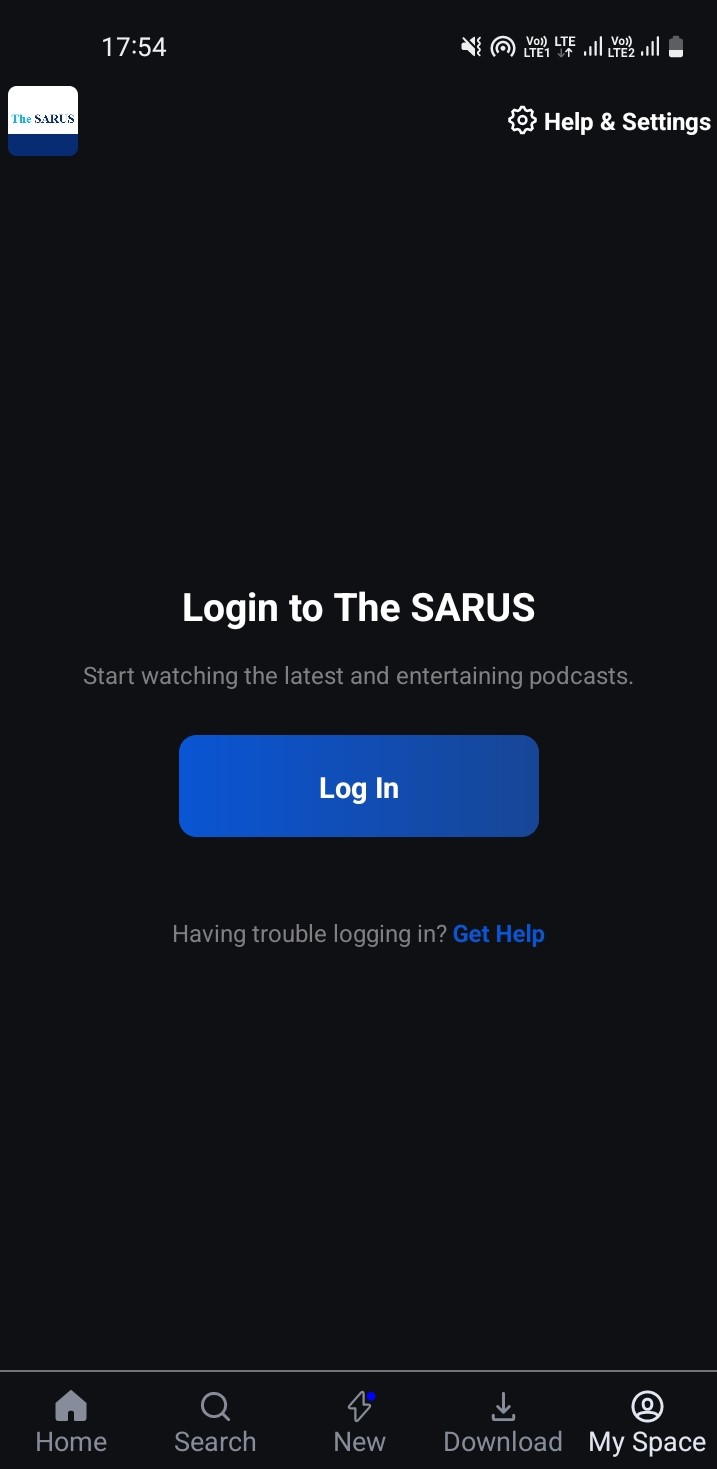 17:54
Vo)) LTE
LTE1
Vo))
LTE2
The SARUS
Help & Settings
Login to The SARUS
Start watching the latest and entertaining podcasts.
Log In
Having trouble logging in? Get Help
Home Search New Download My Space